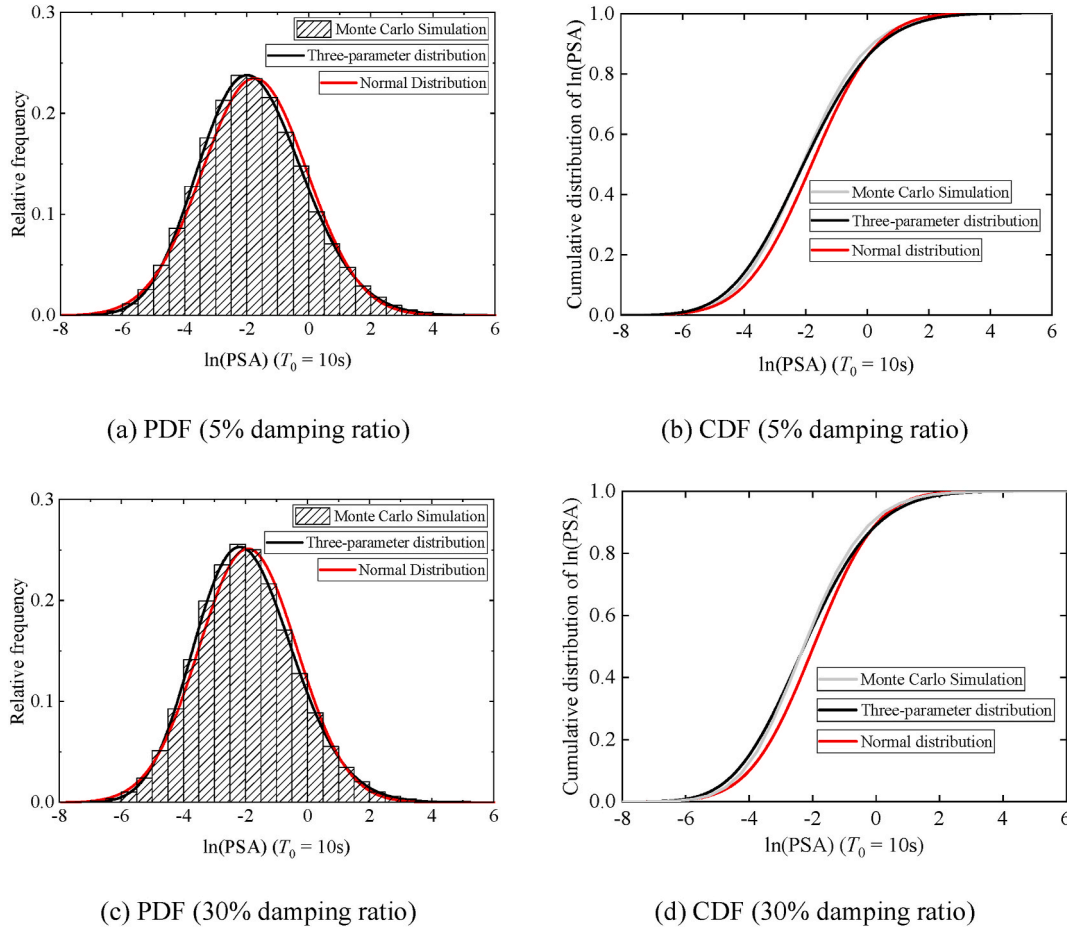 0.3
0.2
0.1
0.0
Relative frequency
Monte Carlo Simulation
Three-parameter distribution
Normal Distribution
-8 -6 -4 -2 0 2 4 6
ln(PSA) (T₀ = 10s)
(a) PDF (5% damping ratio)
1.0
0.8
0.6
0.4
0.2
0.0
Cumulative distribution of ln(PSA)
Monte Carlo Simulation
Three-parameter distribution
Normal distribution
-8 -6 -4 -2 0 2 4 6
ln(PSA) (T₀ = 10s)
(b) CDF (5% damping ratio)
0.3
0.2
0.1
0.0
Relative frequency
Monte Carlo Simulation
Three-parameter distribution
Normal Distribution
-8 -6 -4 -2 0 2 4 6
ln(PSA) (T₀ = 10s)
(c) PDF (30% damping ratio)
1.0
0.8
0.6
0.4
0.2
0.0
Cumulative distribution of ln(PSA)
Monte Carlo Simulation
Three-parameter distribution
Normal distribution
-8 -6 -4 -2 0 2 4 6
ln(PSA) (T₀ = 10s)
(d) CDF (30% damping ratio)